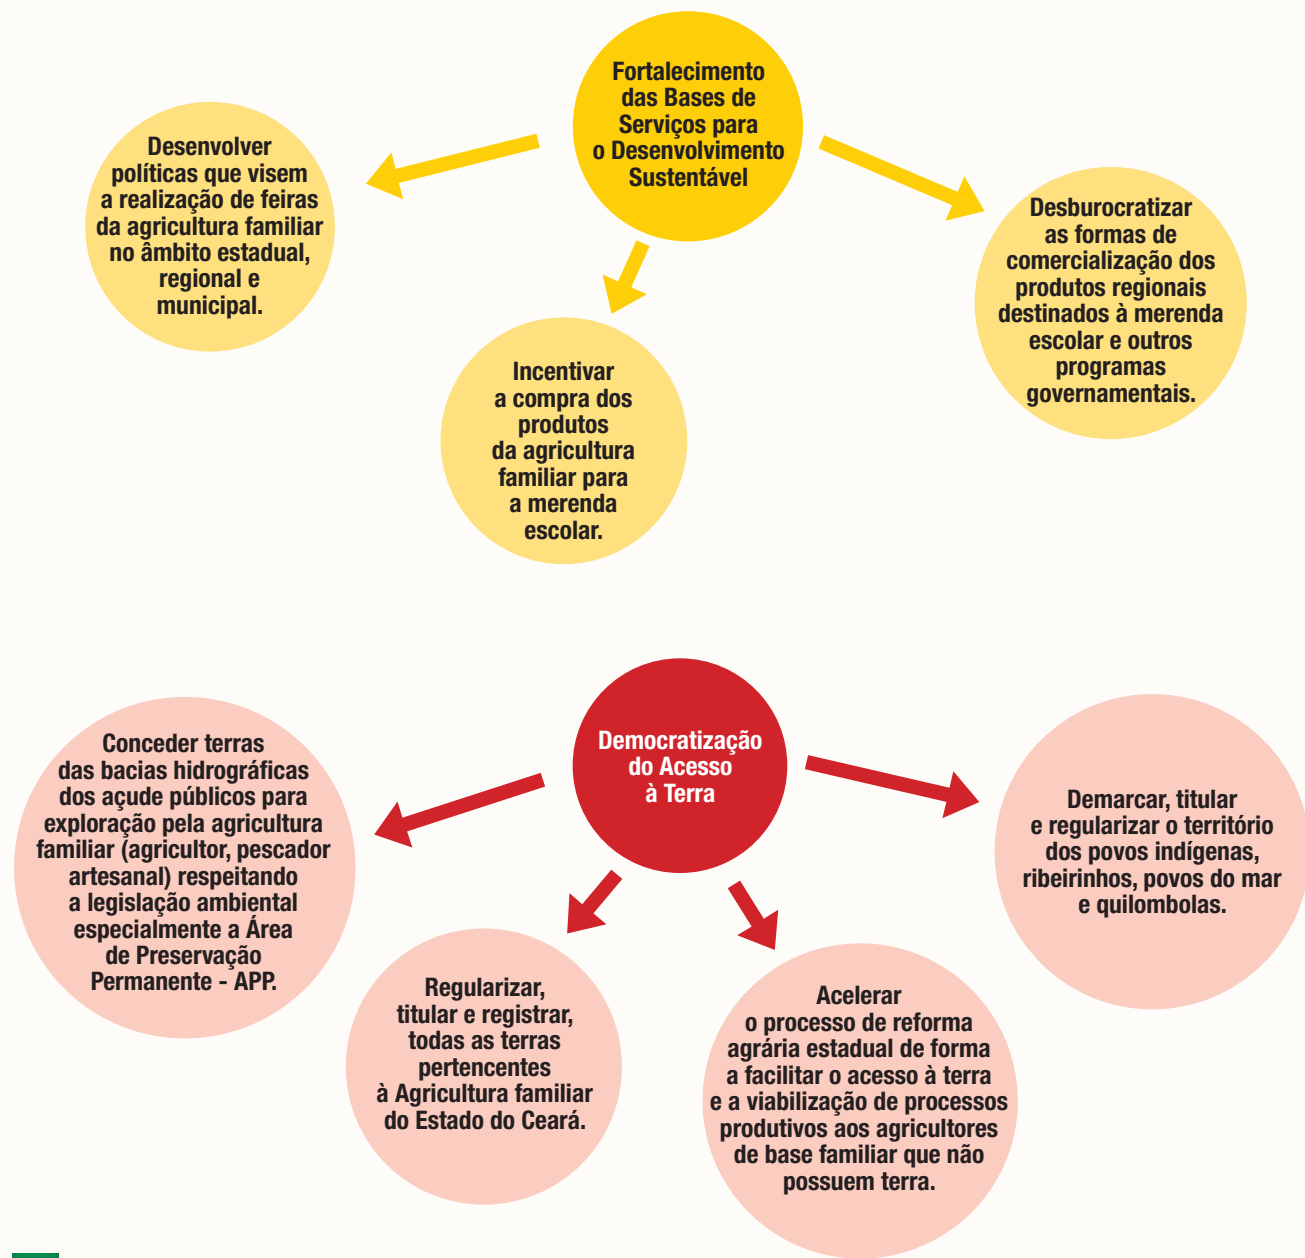 Fortalecimento
das Bases de
Serviços para
o Desenvolvimento
Sustentável
Desenvolver
políticas que visem
a realização de feiras
da agricultura familiar
no âmbito estadual,
regional e
municipal.
Incentivar
a compra dos
produtos
da agricultura
familiar para
a merenda
escolar.
Desburocratizar
as formas de
comercialização dos
produtos regionais
destinados à merenda
escolar e outros
programas
governamentais.
Democratização
do Acesso
à Terra
Conceder terras
das bacias hidrográficas
dos açude públicos para
exploração pela agricultura
familiar (agricultor, pescador
artesanal) respeitando
a legislação ambiental
especialmente a Área
de Preservação
Permanente - APP.
Regularizar,
titular e registrar,
todas as terras
pertencentes
à Agricultura familiar
do Estado do Ceará.
Acelerar
o processo de reforma
agrária estadual de forma
a facilitar o acesso à terra
e a viabilização de processos
produtivos aos agricultores
de base familiar que não
possuem terra.
Demarcar, titular
e regularizar o território
dos povos indígenas,
ribeirinhos, povos do mar
e quilombolas.